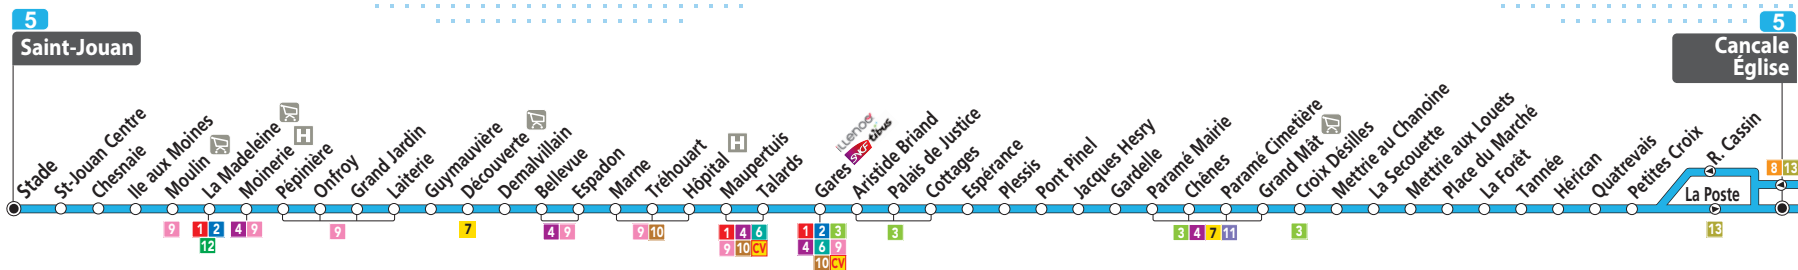 5
Saint-Jouan
5
Cancale
Église
Stade
St-Jouan Centre
Chesnaie
Ile aux Moines
Moulin
La Madeleine
Moinerie
H
Pépinière
Onfroy
Grand Jardin
Laiterie
Guymauvière
Découverte
Demalvillain
Bellevue
Espadon
Marne
Tréhouart
Hôpital
H
Maupertuis
Talards
Gares
ILLENOO
SNCF
tibus
Aristide Briand
Palais de Justice
Cottages
Espérance
Plessis
Pont Pinel
Jacques Hesry
Gardelle
Paramé Mairie
Chênes
Paramé Cimetière
Grand Mât
Croix Désilles
Mettrie au Chanoine
La Secouette
Mettrie aux Louets
Place du Marché
La Forêt
Tannée
Hérican
Quatrevais
Petites Croix
R. Cassin
La Poste
8 13
9
1 2
12
4 9
9
7
4 9
9 10
1 4 6
9 10 CV
1 2 3
4 6 9
10 CV
3
3 4 7 11
3
13